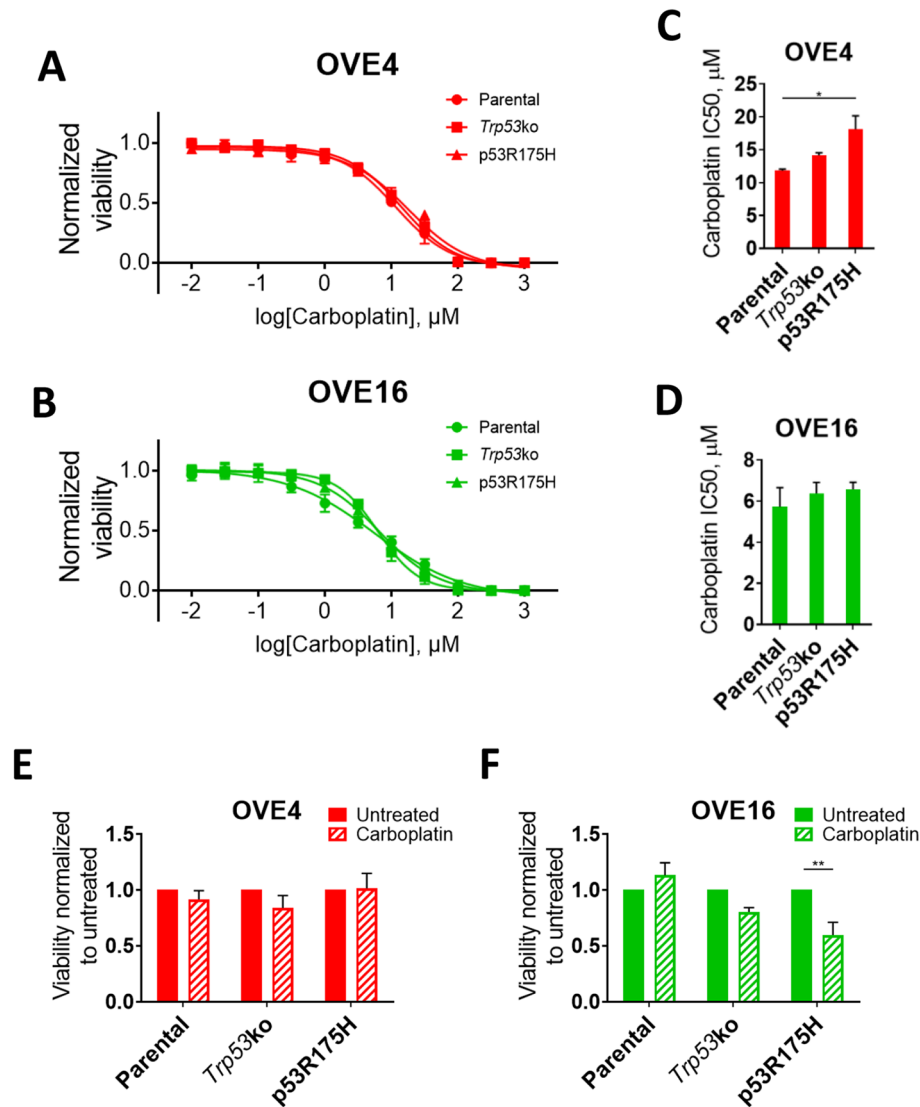 A
OVE4
Parental
Trp53ko
p53R175H
Normalized
viability
1.0
0.5
0.0
-2 -1 0 1 2 3
log[Carboplatin], µM
B
OVE16
Parental
Trp53ko
p53R175H
Normalized
viability
1.0
0.5
0.0
-2 -1 0 1 2 3
log[Carboplatin], µM
C
OVE4
Carboplatin IC50, µM
25
20
15
10
5
0
*
Parental
Trp53ko
p53R175H
D
OVE16
Carboplatin IC50, µM
8
6
4
2
0
Parental
Trp53ko
p53R175H
E
OVE4
Untreated
Carboplatin
Viability normalized
to untreated
1.5
1.0
0.5
0.0
Parental
Trp53ko
p53R175H
F
OVE16
Untreated
Carboplatin
Viability normalized
to untreated
1.5
1.0
0.5
0.0
**
Parental
Trp53ko
p53R175H